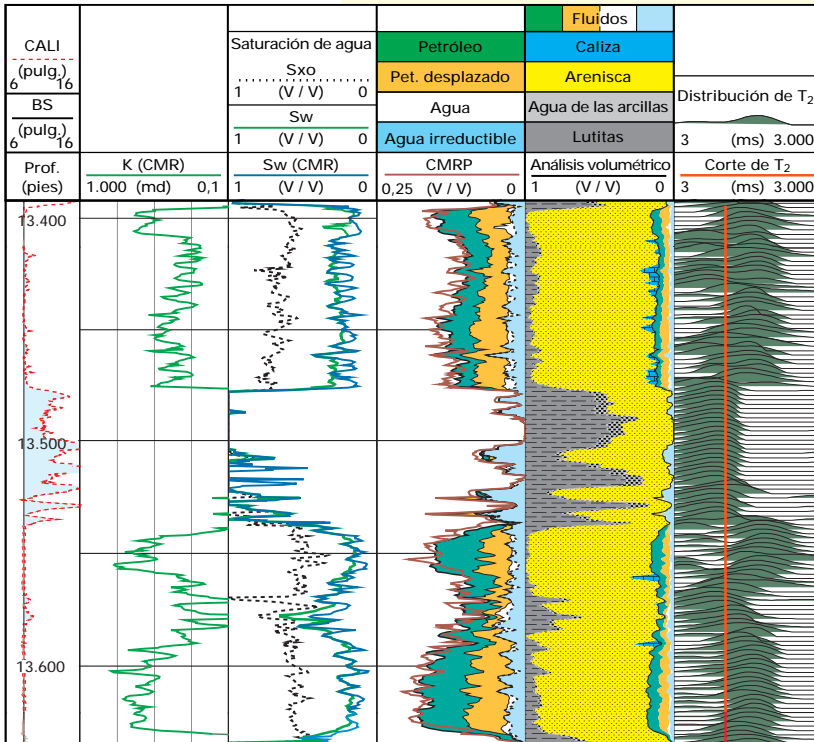 CALI
(pulg.)
6 16
BS
(pulg.)
6 16
Prof.
(pies)
K (CMR)
1.000 (md) 0,1
Saturación de agua
Sxo
1 (V / V) 0
Sw
1 (V / V) 0
Sw (CMR)
1 (V / V) 0
Petróleo
Pet. desplazado
Agua
Agua irreductible
CMRP
0,25 (V / V) 0
Fluidos
Caliza
Arenisca
Agua de las arcillas
Lutitas
Análisis volumétrico
1 (V / V) 0
Distribución de T2
3 (ms) 3.000
Corte de T2
3 (ms) 3.000
13.400
13.500
13.600